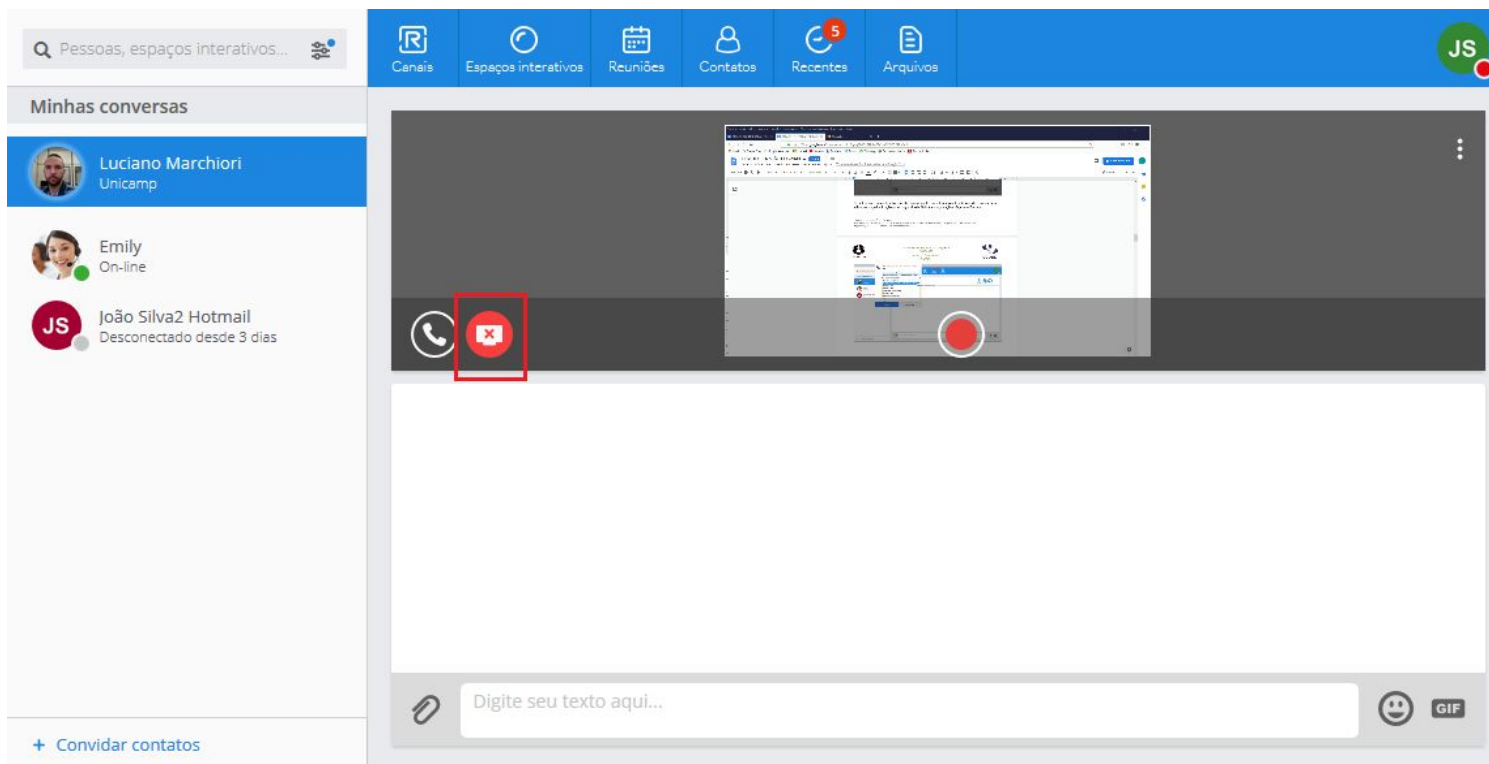 Pessoas, espaços interativos...
Canais
Espaços interativos
Reuniões
Contatos
5
Recentes
Arquivos
JS
Minhas conversas
Luciano Marchiori
Unicamp
Emily
On-line
JS
João Silva2 Hotmail
Desconectado desde 3 dias
Digite seu texto aqui...
GIF
+ Convidar contatos